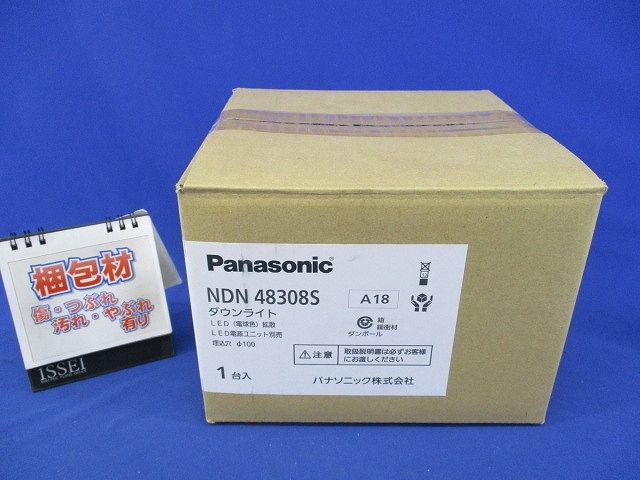 梱包材
傷・つぶれ
汚れ・やぶれ
有り
ISSEI
Panasonic
NDN 48308S
A18
ダウンライト
LED(電球色)拡散
LED電源ユニット別売
埋込穴 φ100
箱
緩衝材
ダンボール
⚠注意
取扱説明書は必ずお客様
にお渡しください
1台入
パナソニック株式会社